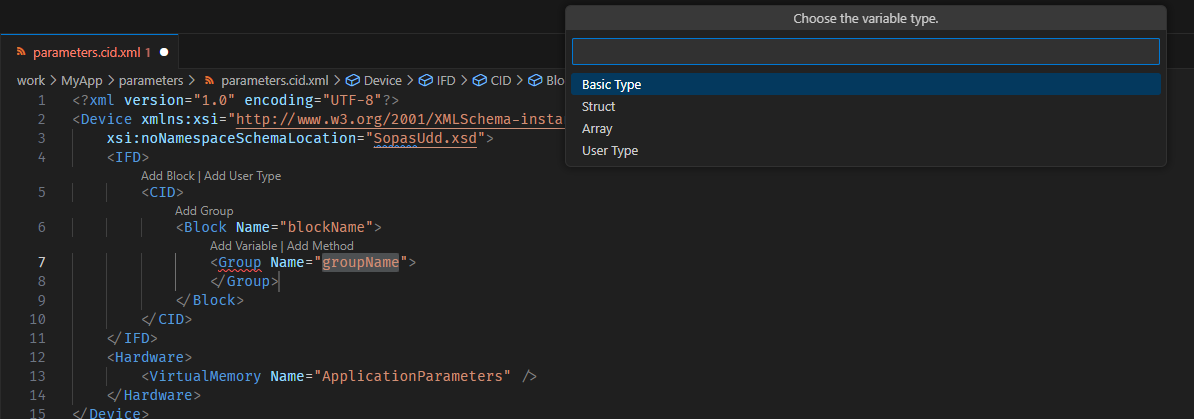 Choose the variable type.
parameters.cid.xml 1
work > MyApp > parameters > parameters.cid.xml > Device > IFD > CID > Blo
Basic Type
Struct
Array
User Type
1 <?xml version="1.0" encoding="UTF-8"?>
2 <Device xmlns:xsi="http://www.w3.org/2001/XMLSchema-insta
3 xsi:noNamespaceSchemaLocation="SopasUdd.xsd">
4 <IFD>
Add Block | Add User Type
5 <CID>
Add Group
6 <Block Name="blockName">
Add Variable | Add Method
7 <Group Name="groupName">
8 </Group>
9 </Block>
10 </CID>
11 </IFD>
12 <Hardware>
13 <VirtualMemory Name="ApplicationParameters" />
14 </Hardware>
15 </Device>